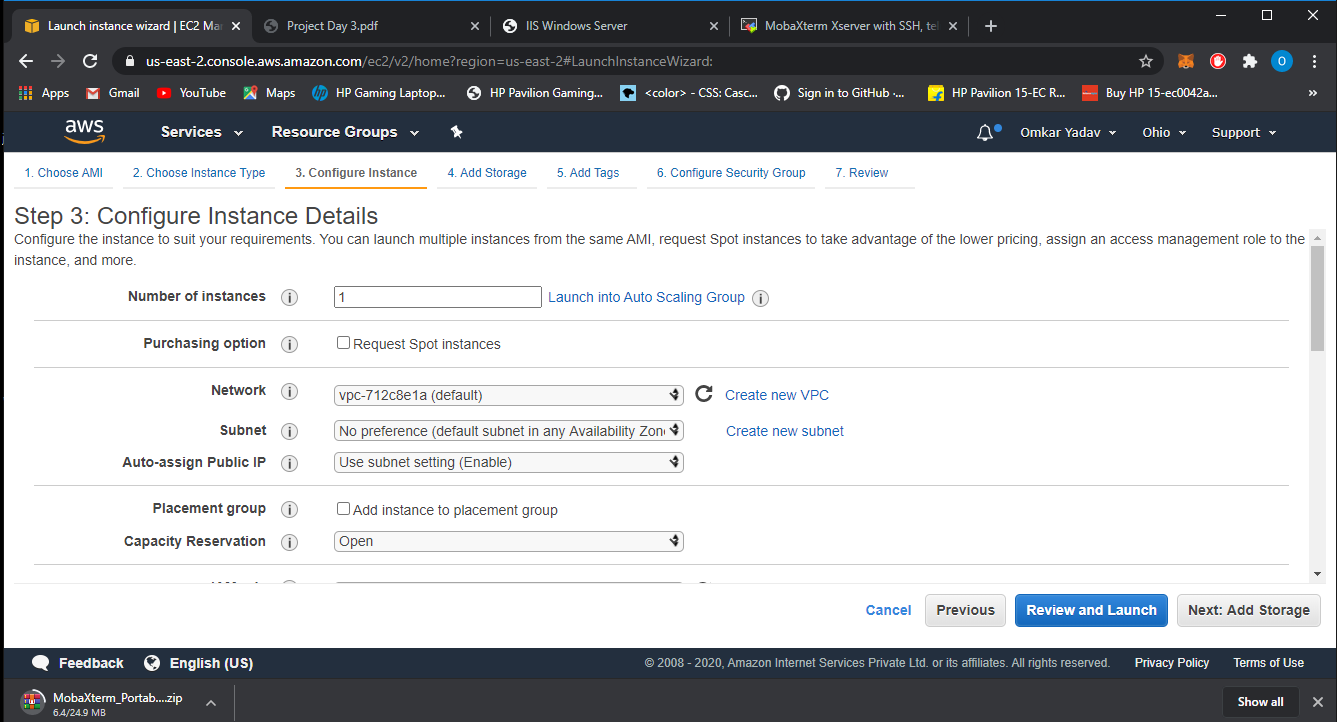 Launch instance wizard | EC2 Ma
Project Day 3.pdf
IIS Windows Server
MobaXterm Xserver with SSH, tel
us-east-2.console.aws.amazon.com/ec2/v2/home?region=us-east-2#LaunchInstanceWizard:
O
Apps
Gmail
YouTube
Maps
HP Gaming Laptop...
HP Pavilion Gaming...
<color> - CSS: Casc...
Sign in to GitHub ·...
HP Pavilion 15-EC R...
Buy HP 15-ec0042a...
»
aws
Services
Resource Groups
Omkar Yadav
Ohio
Support
1. Choose AMI
2. Choose Instance Type
3. Configure Instance
4. Add Storage
5. Add Tags
6. Configure Security Group
7. Review
Step 3: Configure Instance Details
Configure the instance to suit your requirements. You can launch multiple instances from the same AMI, request Spot instances to take advantage of the lower pricing, assign an access management role to the
instance, and more.
Number of instances
1
Launch into Auto Scaling Group
Purchasing option
Request Spot instances
Network
vpc-712c8e1a (default)
Create new VPC
Subnet
No preference (default subnet in any Availability Zone
Create new subnet
Auto-assign Public IP
Use subnet setting (Enable)
Placement group
Add instance to placement group
Capacity Reservation
Open
Cancel
Previous
Review and Launch
Next: Add Storage
Feedback
English (US)
© 2008 - 2020, Amazon Internet Services Private Ltd. or its affiliates. All rights reserved.
Privacy Policy
Terms of Use
MobaXterm_Portab....zip
6.4/24.9 MB
Show all